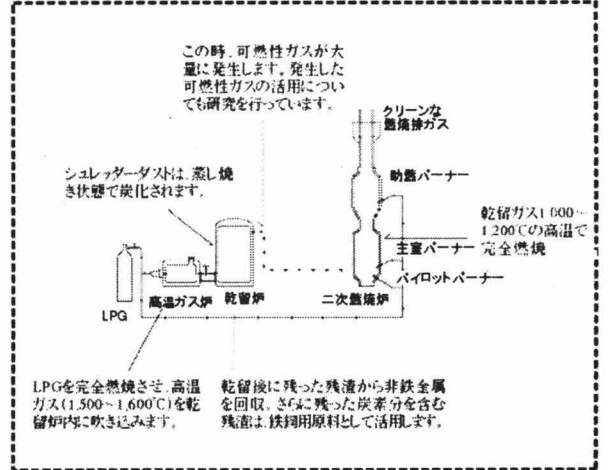 この時、可燃性ガスが大
量に発生します。発生した
可燃性ガスの活用につい
ても研究を行っています。
クリーンな
燃焼排ガス
助燃バーナー
シュレッダーダストは、蒸し焼
き状態で炭化されます。
乾留ガス1,000～
1,200℃の高温で
完全燃焼
主室バーナー
パイロットバーナー
LPG
高温ガス炉
乾留炉
二次燃焼炉
LPGを完全燃焼させ、高温
ガス(1,500～1,600℃)を乾
留炉内に吹き込みます。
乾留後に残った残渣から非鉄金属
を回収。さらに残った炭素分を含む
残渣は、鉄鋼用原料として活用します。